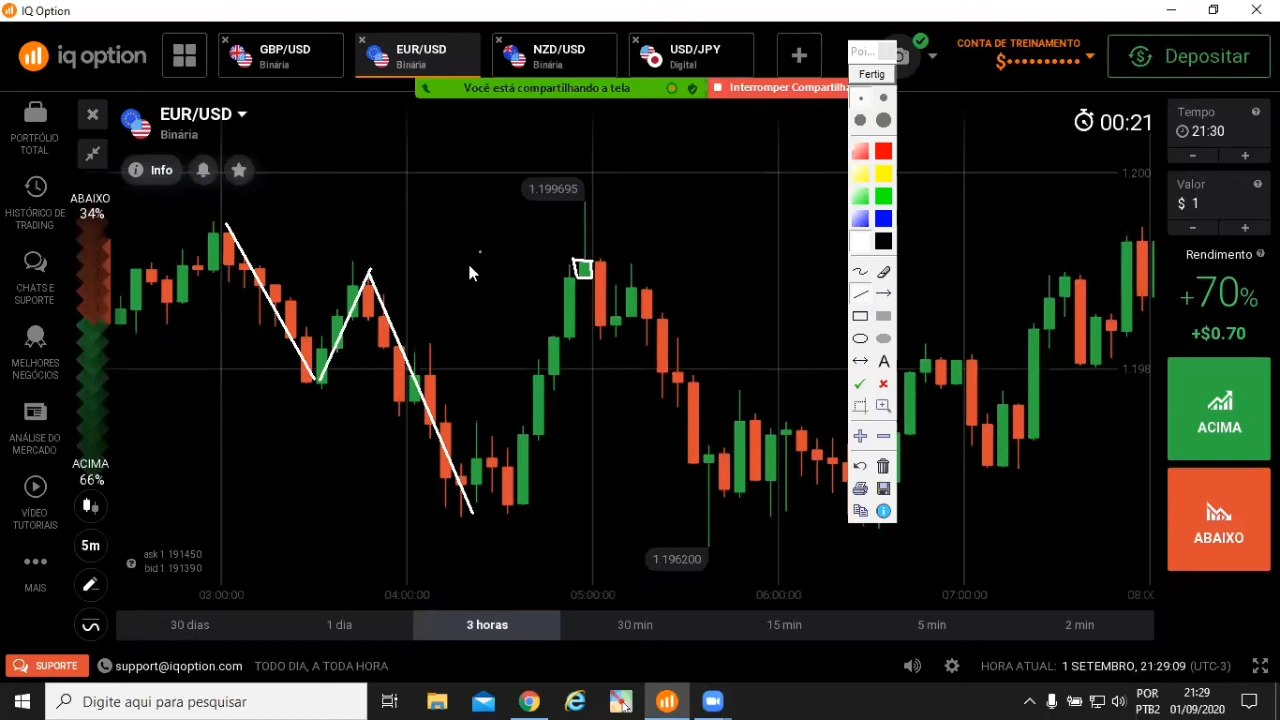 IQ Option
iq option
GBP/USD
Binária
EUR/USD
Binária
NZD/USD
Binária
USD/JPY
Digital
Poi...
Fertig
CONTA DE TREINAMENTO
Depositar
Você está compartilhando a tela
Interromper Compartilh
PORTFÓLIO
TOTAL
HISTÓRICO DE
TRADING
CHATS E
SUPORTE
MELHORES
NEGÓCIOS
ANÁLISE DO
MERCADO
VÍDEO
TUTORIAIS
MAIS
EUR/USD
Binária
Info
ABAIXO
34%
ACIMA
66%
5m
ask 1 191450
bid 1 191390
1.199695
1.196200
00:21
1.200
1.198
A
03:00:00
04:00:00
05:00:00
06:00:00
07:00:00
08:00
30 dias
1 dia
3 horas
30 min
15 min
5 min
2 min
Tempo
21:30
Valor
$ 1
Rendimento
+70%
+$0.70
ACIMA
ABAIXO
SUPORTE
support@iqoption.com
TODO DIA, A TODA HORA
HORA ATUAL: 1 SETEMBRO, 21:29:09 (UTC-3)
Digite aqui para pesquisar
POR
PTB2
21:29
01/09/2020